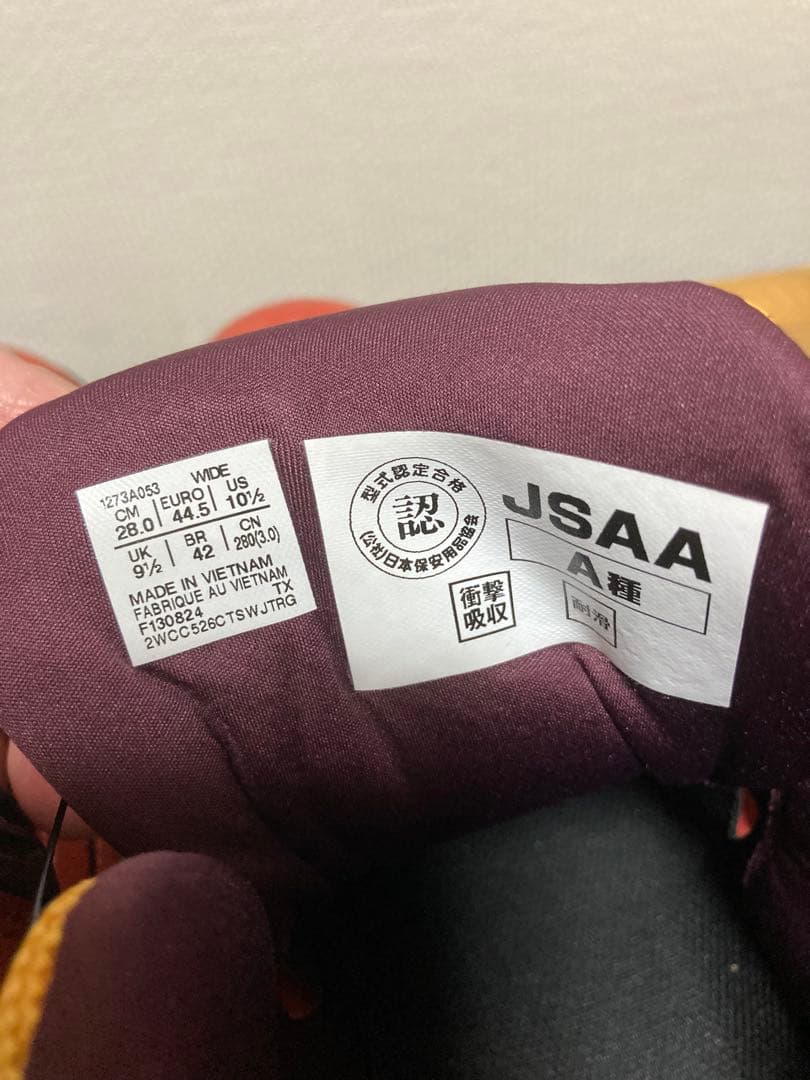 1273A053 WIDE
CM EURO US
28.0 44.5 10½
UK BR CN
9½ 42 280(3.0)
MADE IN VIETNAM
FABRIQUE AU VIETNAM
F130824 TX
2WCC526CTSWJTRG
型式認定合格
認
(公社)日本保安用品協会
JSAA
A種
衝撃
吸収
耐滑